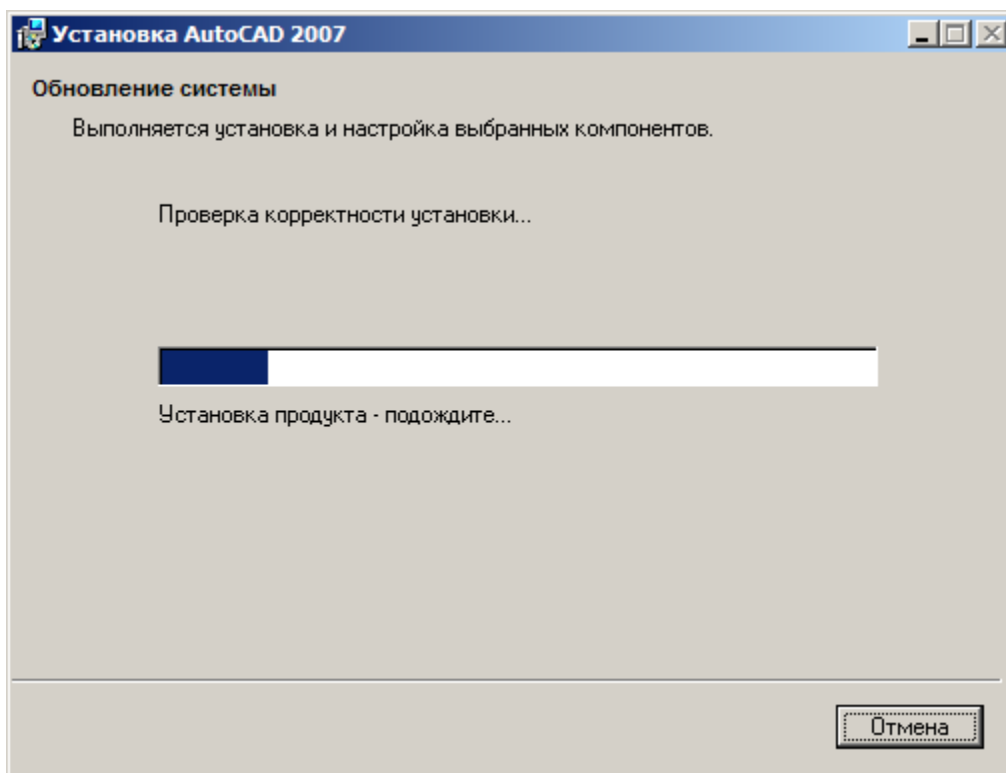 Установка AutoCAD 2007
Обновление системы
Выполняется установка и настройка выбранных компонентов.
Проверка корректности установки...
Установка продукта - подождите...
Отмена